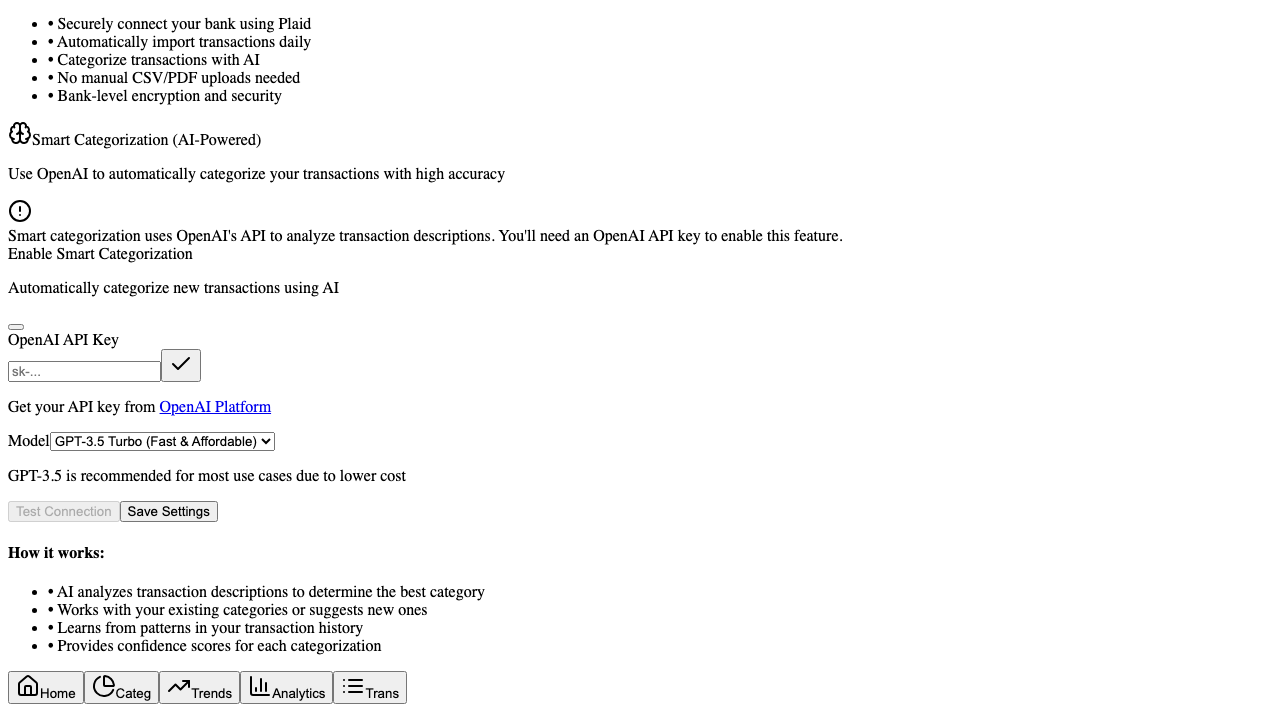 • Securely connect your bank using Plaid
• Automatically import transactions daily
• Categorize transactions with AI
• No manual CSV/PDF uploads needed
• Bank-level encryption and security
Smart Categorization (AI-Powered)
Use OpenAI to automatically categorize your transactions with high accuracy
Smart categorization uses OpenAI's API to analyze transaction descriptions. You'll need an OpenAI API key to enable this feature.
Enable Smart Categorization
Automatically categorize new transactions using AI
OpenAI API Key
sk-...
Get your API key from OpenAI Platform
Model GPT-3.5 Turbo (Fast & Affordable)
GPT-3.5 is recommended for most use cases due to lower cost
Test Connection Save Settings
How it works:
• AI analyzes transaction descriptions to determine the best category
• Works with your existing categories or suggests new ones
• Learns from patterns in your transaction history
• Provides confidence scores for each categorization
Home Categ Trends Analytics Trans